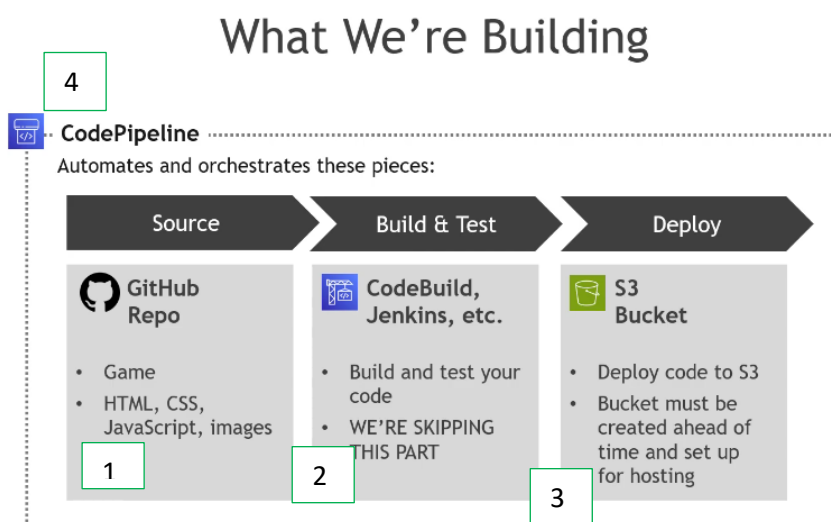 What We're Building
4
CodePipeline
Automates and orchestrates these pieces:
Source
Build & Test
Deploy
GitHub
Repo
• Game
• HTML, CSS,
JavaScript, images
1
CodeBuild,
Jenkins, etc.
• Build and test your
code
• WE'RE SKIPPING
THIS PART
2
S3
Bucket
• Deploy code to S3
• Bucket must be
created ahead of
time and set up
for hosting
3